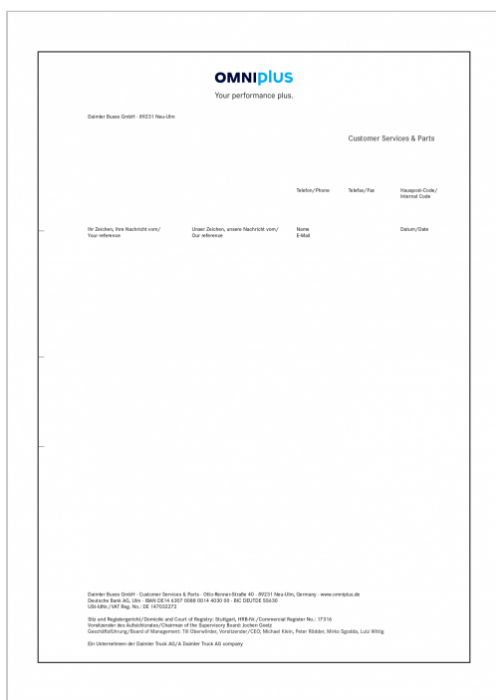 OMNIplus
Your performance plus.
Daimler Buses GmbH · 89231 Neu-Ulm
Customer Services & Parts
Telefon/Phone Telefax/Fax Hauspost-Code/
Internal Code
Ihr Zeichen, Ihre Nachricht vom/ Unser Zeichen, unsere Nachricht vom/ Name Datum/Date
Your reference Our reference E-Mail
Daimler Buses GmbH · Customer Services & Parts · Otto-Renner-Straße 40 · 89231 Neu-Ulm, Germany · www.omniplus.de
Deutsche Bank AG, Ulm · IBAN DE14 6307 0088 0014 4030 00 · BIC DEUTDE SS630
USt-IdNr./VAT Reg. No.: DE 147032272
Sitz und Registergericht/Domicile and Court of Registry: Stuttgart, HRB-Nr./Commercial Register No.: 17316
Vorsitzender des Aufsichtsrates/Chairman of the Supervisory Board: Jochen Goetz
Geschäftsführung/Board of Management: Till Oberwörder, Vorsitzender/CEO; Michael Klein, Peter Rädder, Mirko Sgodda, Luiz Wittig
Ein Unternehmen der Daimler Truck AG/A Daimler Truck AG company